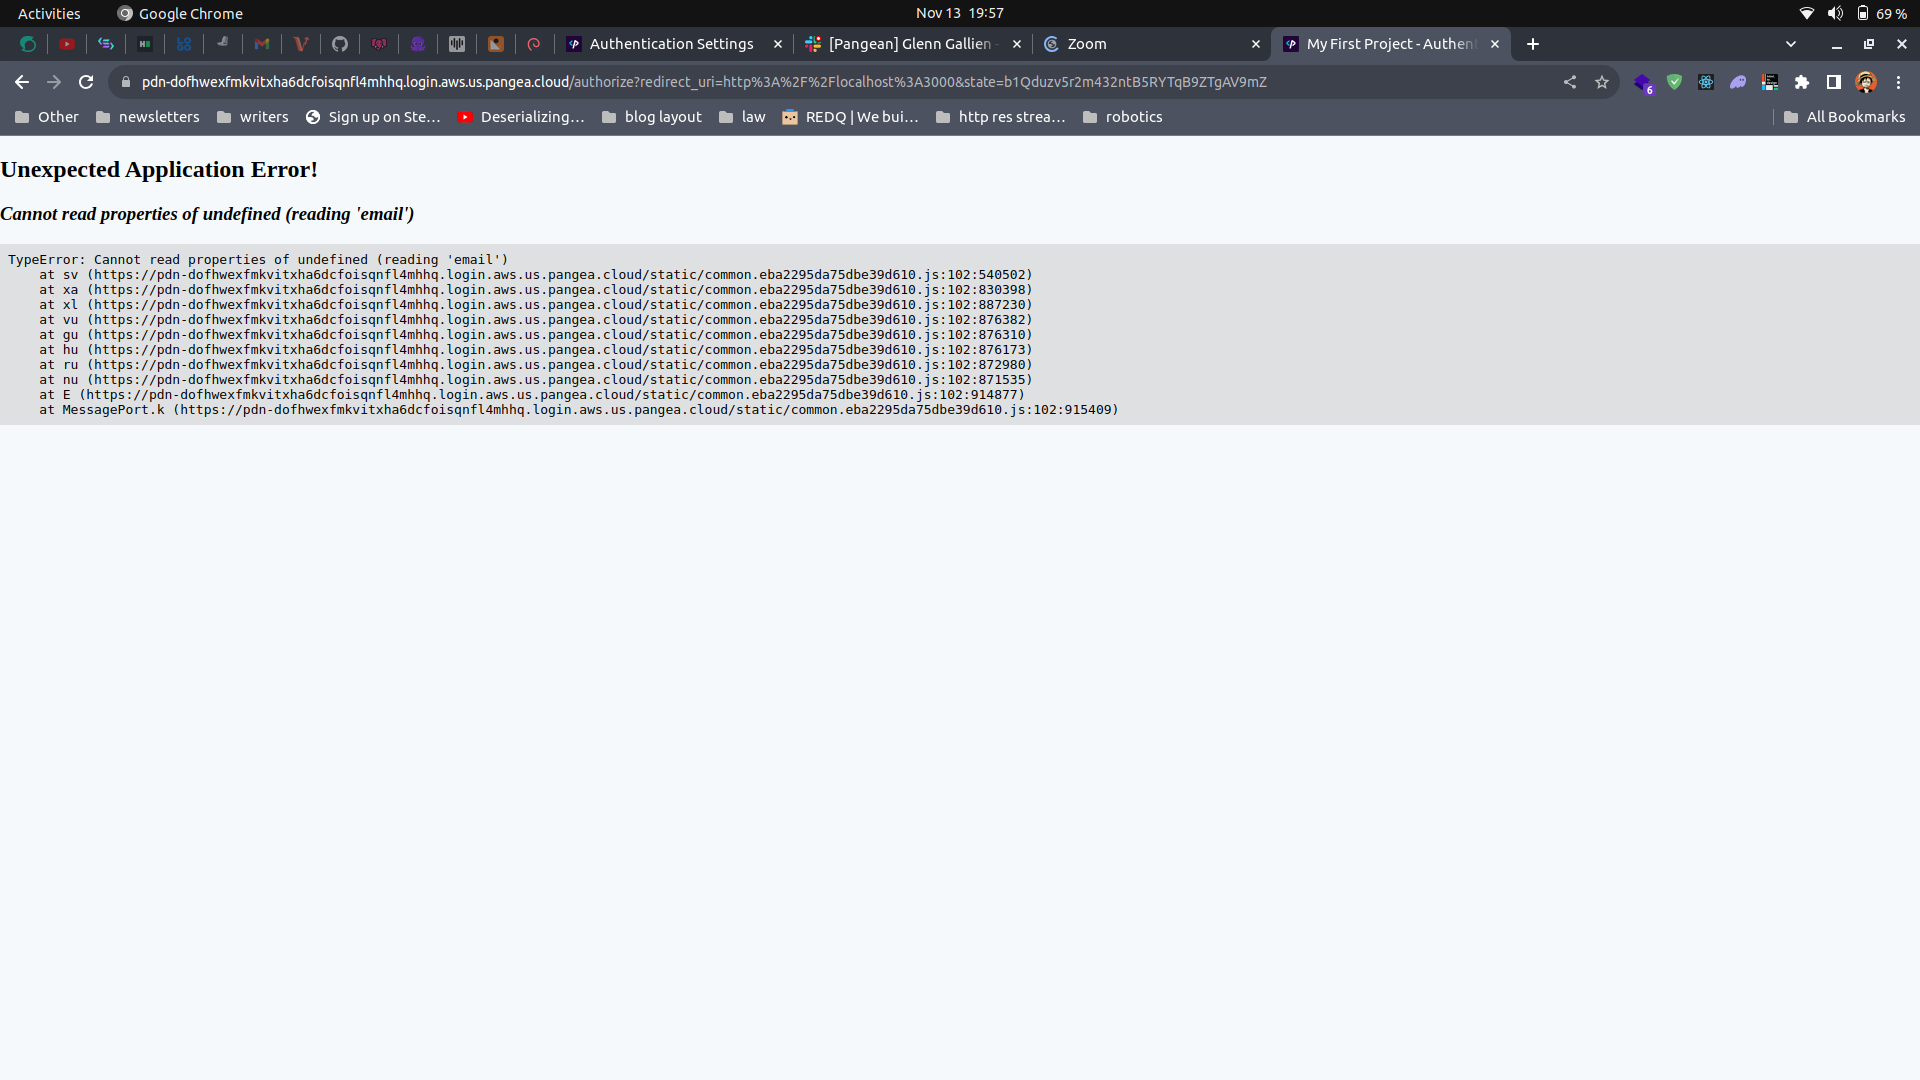 Activities Google Chrome Nov 13 19:57 69 %
Authentication Settings [Pangean] Glenn Gallien Zoom My First Project - Authent
pdn-dofhwexfmkvitxha6dcfoisqnfl4mhhq.login.aws.us.pangea.cloud/authorize?redirect_uri=http%3A%2F%2Flocalhost%3A3000&state=b1Qduzv5r2m432ntB5RYTqB9ZTgAV9mZ 6
Other newsletters writers Sign up on Ste... Deserializing... blog layout law REDQ | We bui... http res strea... robotics All Bookmarks
Unexpected Application Error!
Cannot read properties of undefined (reading 'email')
TypeError: Cannot read properties of undefined (reading 'email')
at sv (https://pdn-dofhwexfmkvitxha6dcfoisqnfl4mhhq.login.aws.us.pangea.cloud/static/common.eba2295da75dbe39d610.js:102:540502)
at xa (https://pdn-dofhwexfmkvitxha6dcfoisqnfl4mhhq.login.aws.us.pangea.cloud/static/common.eba2295da75dbe39d610.js:102:830398)
at xl (https://pdn-dofhwexfmkvitxha6dcfoisqnfl4mhhq.login.aws.us.pangea.cloud/static/common.eba2295da75dbe39d610.js:102:887230)
at vu (https://pdn-dofhwexfmkvitxha6dcfoisqnfl4mhhq.login.aws.us.pangea.cloud/static/common.eba2295da75dbe39d610.js:102:876382)
at gu (https://pdn-dofhwexfmkvitxha6dcfoisqnfl4mhhq.login.aws.us.pangea.cloud/static/common.eba2295da75dbe39d610.js:102:876310)
at hu (https://pdn-dofhwexfmkvitxha6dcfoisqnfl4mhhq.login.aws.us.pangea.cloud/static/common.eba2295da75dbe39d610.js:102:876173)
at ru (https://pdn-dofhwexfmkvitxha6dcfoisqnfl4mhhq.login.aws.us.pangea.cloud/static/common.eba2295da75dbe39d610.js:102:872980)
at nu (https://pdn-dofhwexfmkvitxha6dcfoisqnfl4mhhq.login.aws.us.pangea.cloud/static/common.eba2295da75dbe39d610.js:102:871535)
at E (https://pdn-dofhwexfmkvitxha6dcfoisqnfl4mhhq.login.aws.us.pangea.cloud/static/common.eba2295da75dbe39d610.js:102:914877)
at MessagePort.k (https://pdn-dofhwexfmkvitxha6dcfoisqnfl4mhhq.login.aws.us.pangea.cloud/static/common.eba2295da75dbe39d610.js:102:915409)